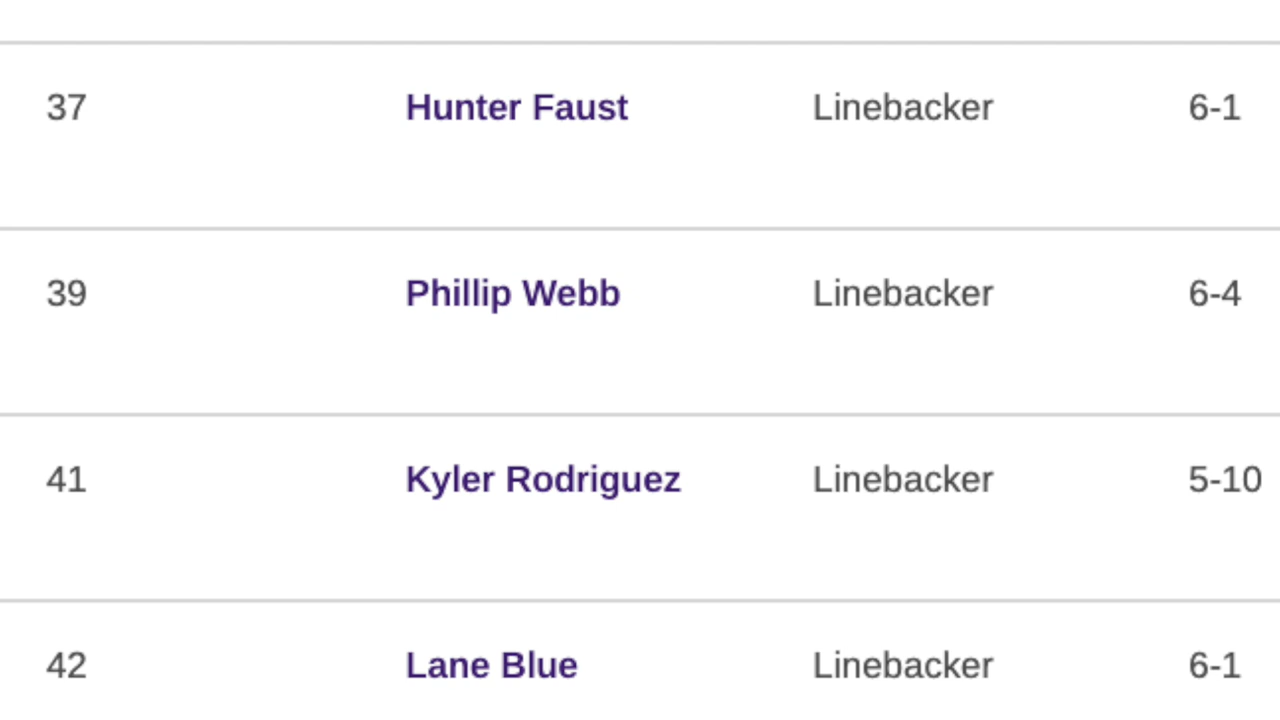 37 Hunter Faust Linebacker 6-1
39 Phillip Webb Linebacker 6-4
41 Kyler Rodriguez Linebacker 5-10
42 Lane Blue Linebacker 6-1